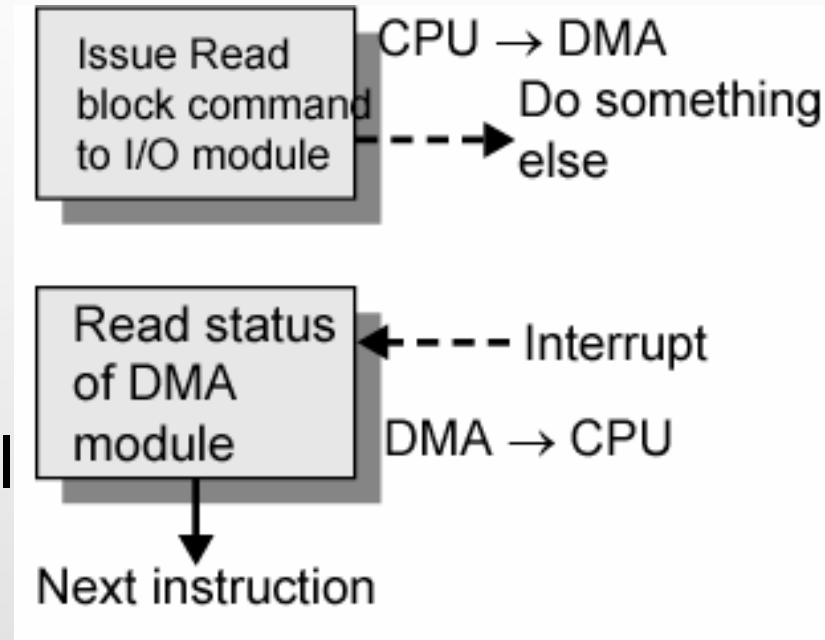 Issue Read
block command
to I/O module
CPU → DMA
Do something
else
Read status
of DMA
module
Interrupt
DMA → CPU
Next instruction